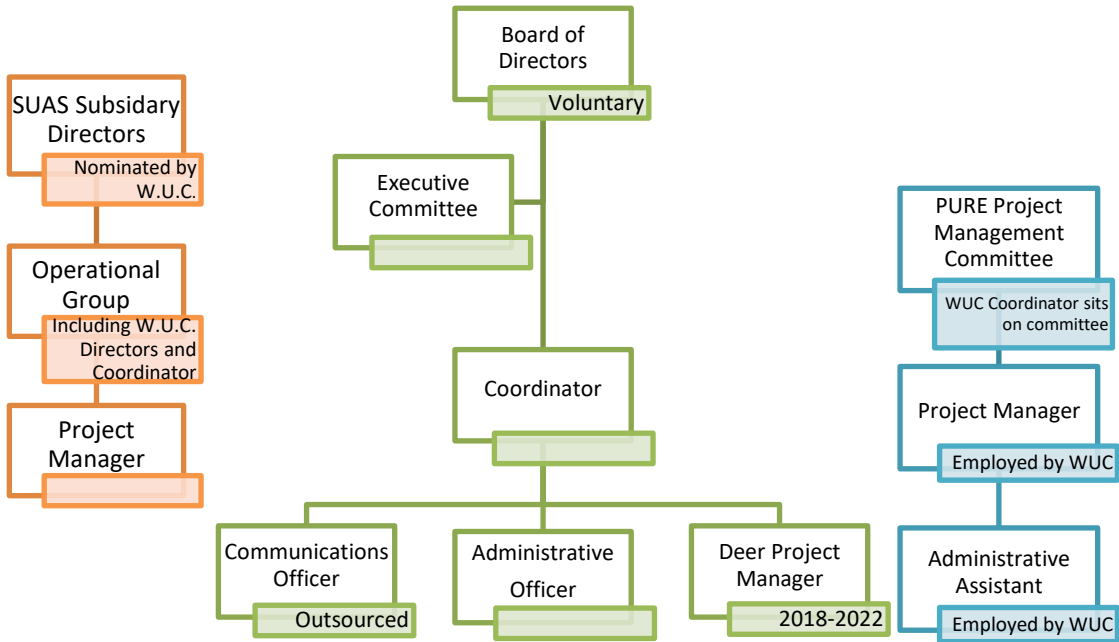 Board of
Directors
Voluntary
SUAS Subsidary
Directors
Nominated by
W.U.C.
Executive
Committee
PURE Project
Management
Committee
WUC Coordinator sits
on committee
Operational
Group
Including W.U.C.
Directors and
Coordinator
Coordinator
Project Manager
Employed by WUC
Project
Manager
Communications
Officer
Outsourced
Administrative
Officer
Deer Project
Manager
2018-2022
Administrative
Assistant
Employed by WUC